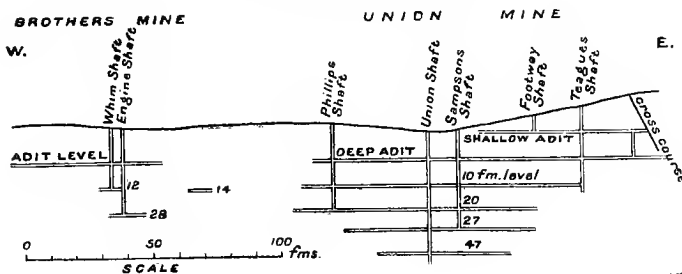 BROTHERS MINE
UNION MINE
W.
E.
Whim Shaft
Engine Shaft
Phillips
Shaft
Union Shaft
Sampsons
Shaft
Footway
Shaft
Teagues
Shaft
CROSS COURSE
ADIT LEVEL
DEEP ADIT
SHALLOW ADIT
12
14
10 fm. level
28
20
27
47
0 50 100 fms.
SCALE